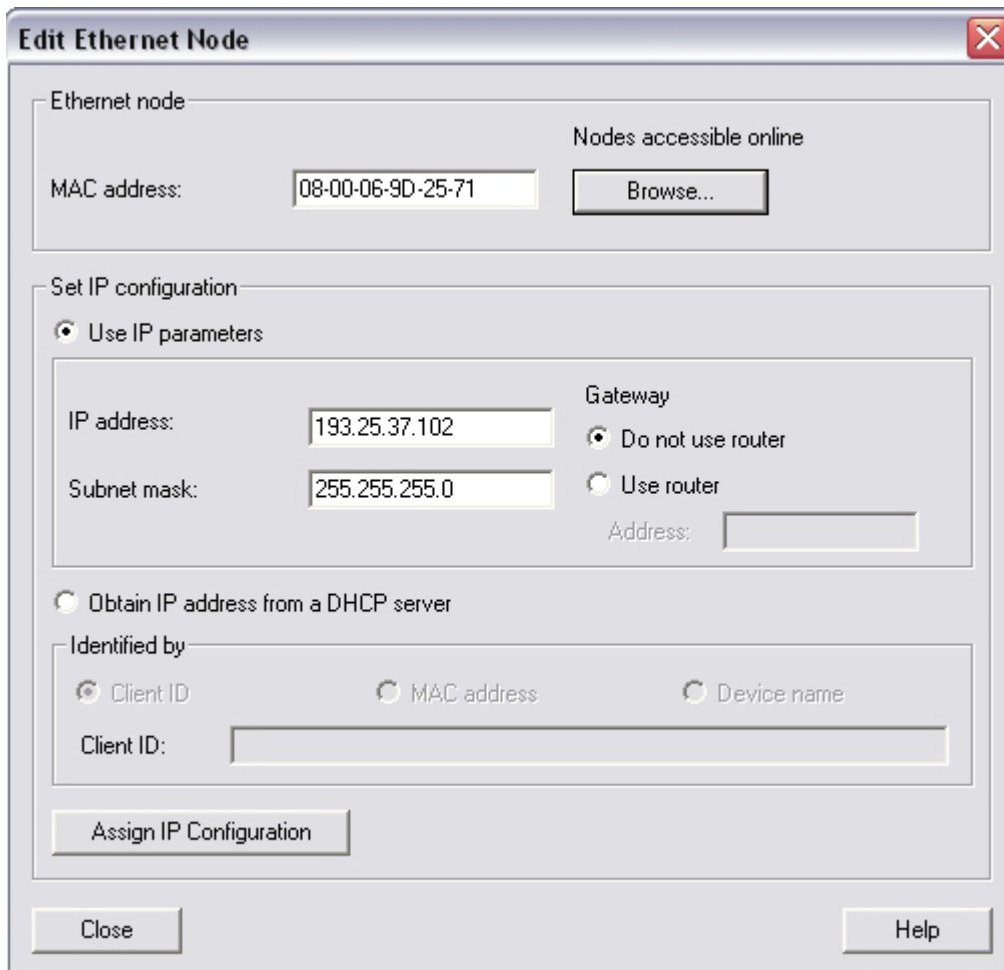 Edit Ethernet Node
Ethernet node
Nodes accessible online
MAC address: 08-00-06-9D-25-71 Browse...
Set IP configuration
Use IP parameters
Gateway
IP address: 193.25.37.102 Do not use router
Subnet mask: 255.255.255.0 Use router
Address:
Obtain IP address from a DHCP server
Identified by
Client ID MAC address Device name
Client ID:
Assign IP Configuration
Close Help